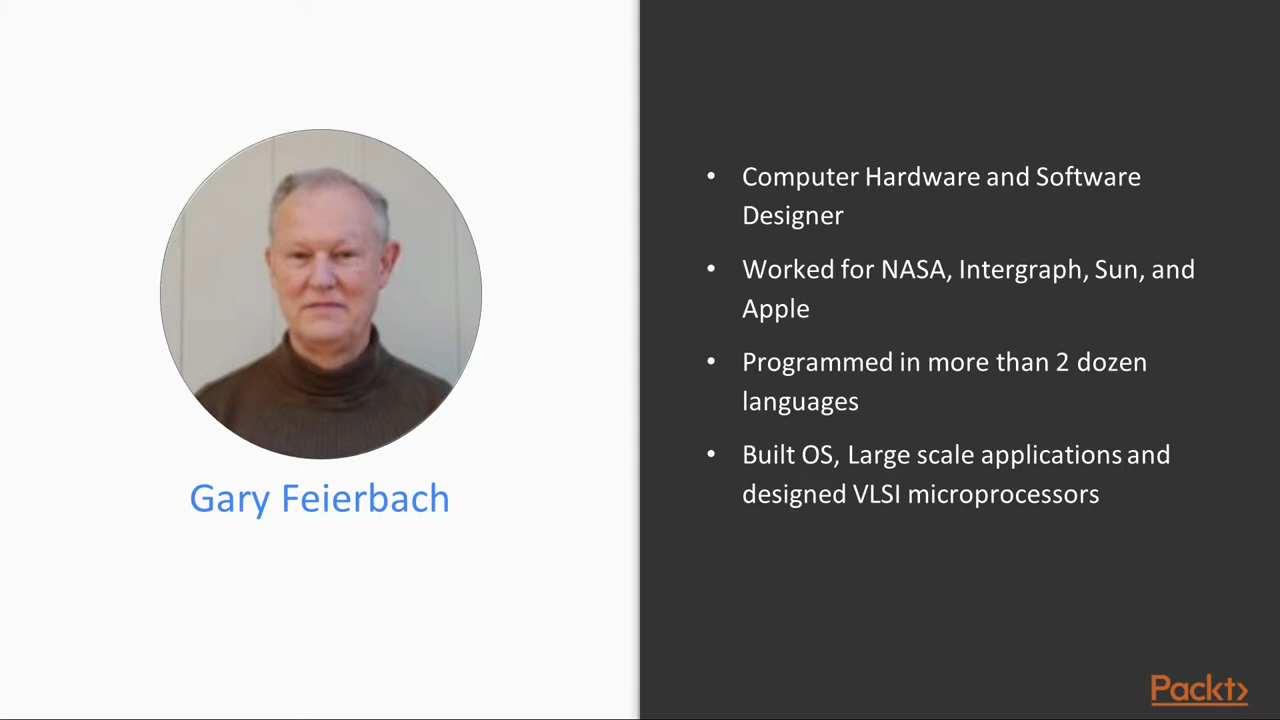 Gary Feierbach
• Computer Hardware and Software
Designer
• Worked for NASA, Intergraph, Sun, and
Apple
• Programmed in more than 2 dozen
languages
• Built OS, Large scale applications and
designed VLSI microprocessors
Packt>